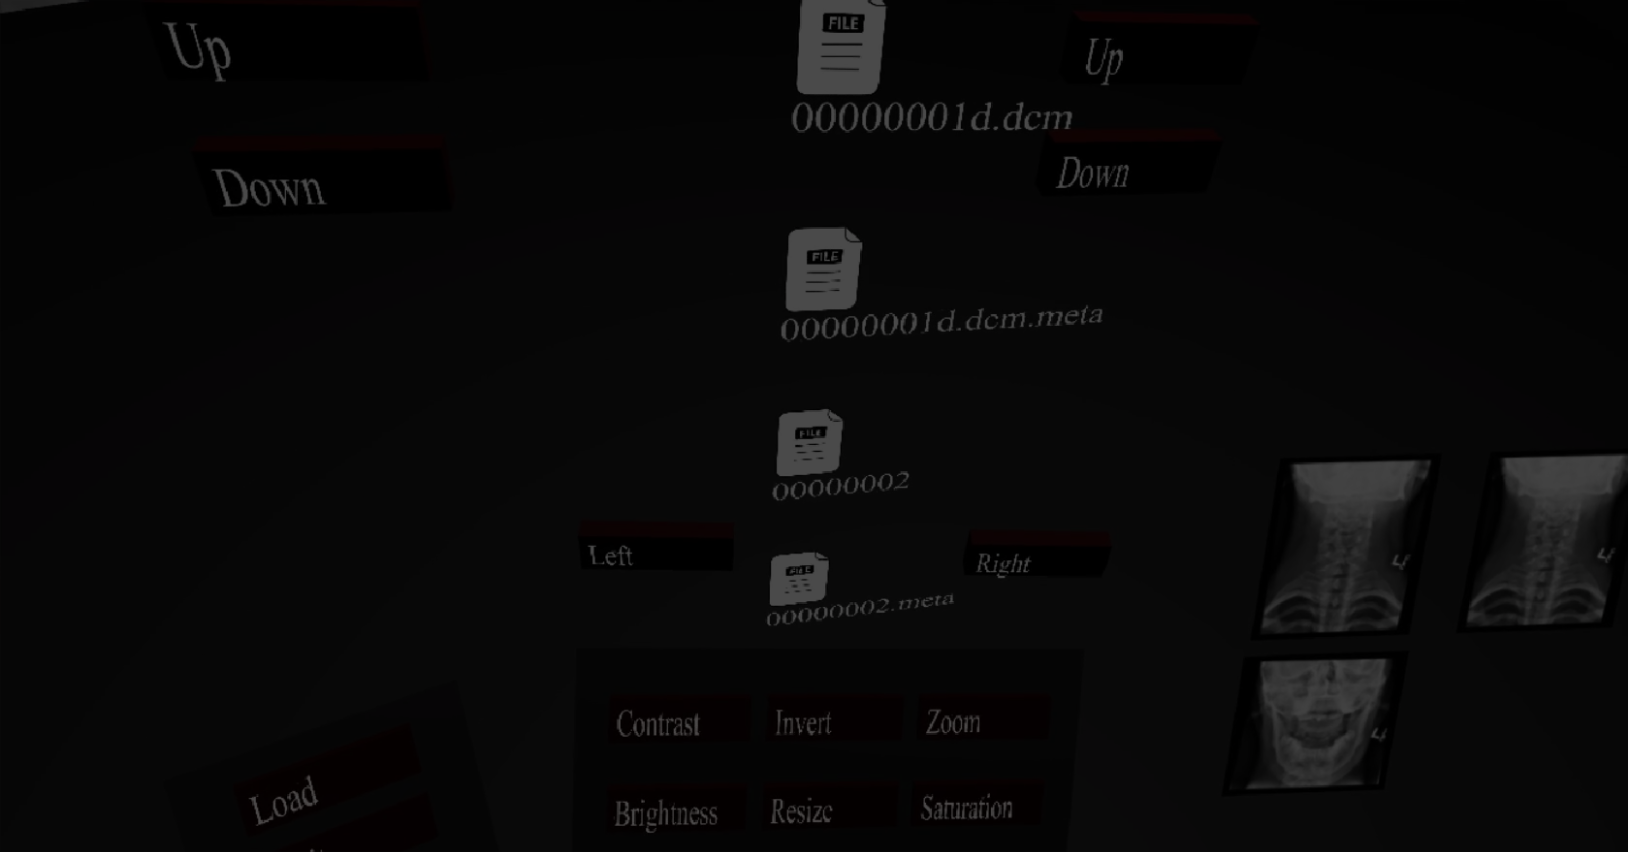 Up
FILE
Up
00000001d.dcm
Down
Down
FILE
00000001d.dcm.meta
FILE
00000002
Left
FILE
Right
00000002.meta
Contrast
Invert
Zoom
Load
Brightness
Resize
Saturation